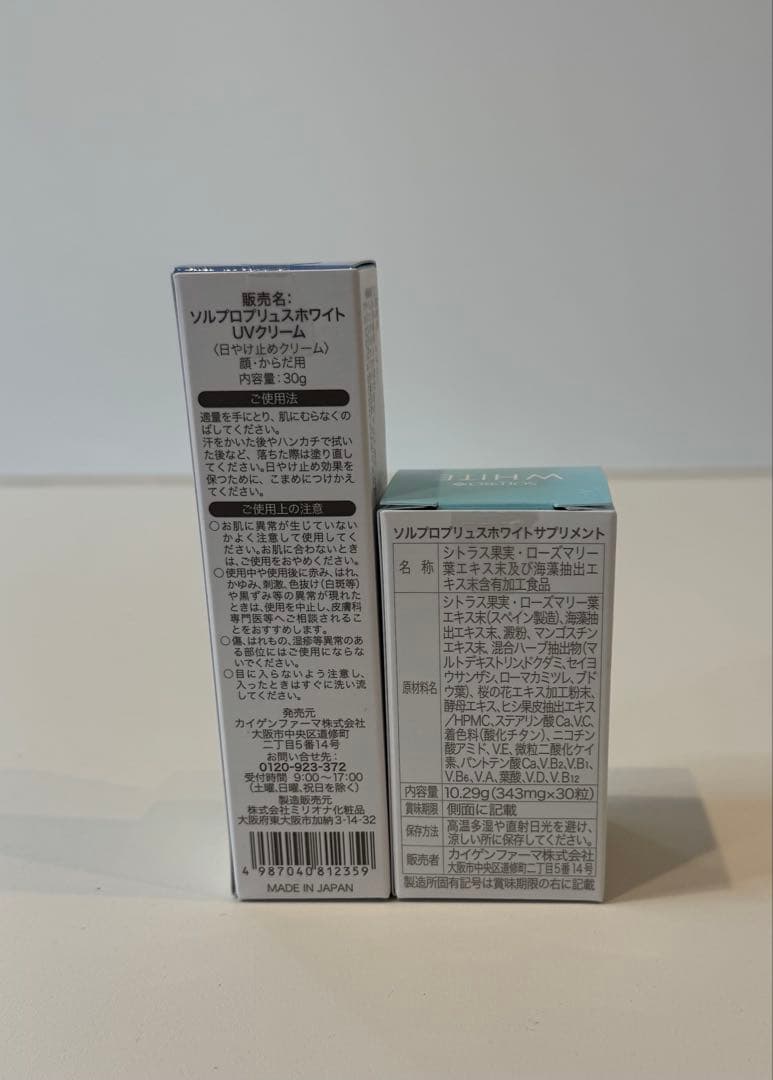 販売名:
ソルプロプリュスホワイト
UVクリーム
〈日やけ止めクリーム〉
顔・からだ用
内容量:30g
ご使用法
適量を手にとり、肌にむらなくの
ばしてください。
汗をかいた後やハンカチで拭い
た後など、落ちた際は塗り直し
てください。日やけ止め効果を
保つために、こまめにつけかえ
てください。
ご使用上の注意
○お肌に異常が生じていない
かよく注意して使用してく
ださい。お肌に合わないとき
は、ご使用をおやめください。
○使用中や使用後に赤み、はれ、
かゆみ、刺激、色抜け(白斑等)
や黒ずみ等の異常が現れた
ときは、使用を中止し、皮膚科
専門医等へご相談されるこ
とをおすすめします。
○傷、はれもの、湿疹等異常のあ
る部位にはご使用にならな
いでください。
○目に入らないよう注意し、
入ったときはすぐに洗い流
してください。
発売元
カイゲンファーマ株式会社
大阪市中央区道修町
二丁目5番14号
お問い合せ先:
0120-923-372
受付時間 9:00〜17:00
(土曜、日曜、祝日を除く)
製造販売元
株式会社ミリオナ化粧品
大阪府東大阪市加納3-14-32
4 987040 812359
MADE IN JAPAN
WHITE
ソルプロプリュスホワイトサプリメント
名称 シトラス果実・ローズマリー
葉エキス末及び海藻抽出エ
キス末含有加工食品
原材料名 シトラス果実・ローズマリー葉
エキス末(スペイン製造)、海藻抽
出エキス末、澱粉、マンゴスチン
エキス末、混合ハーブ抽出物(マ
ルトデキストリン、ドクダミ、セイヨ
ウサンザシ、ローマカミツレ、ブド
ウ葉)、桜の花エキス加工粉末、
酵母エキス、ヒシ果皮抽出エキス
/HPMC、ステアリン酸Ca、V.C、
着色料(酸化チタン)、ニコチン
酸アミド、V.E、微粒二酸化ケイ
素、パントテン酸Ca、V.B2、V.B1、
V.B6、V.A、葉酸、V.D、V.B12
内容量 10.29g(343mg×30粒)
賞味期限 側面に記載
保存方法 高温多湿や直射日光を避け、
涼しい所に保存してください。
販売者 カイゲンファーマ株式会社
大阪市中央区道修町二丁目5番14号
製造所固有記号は賞味期限の右に記載